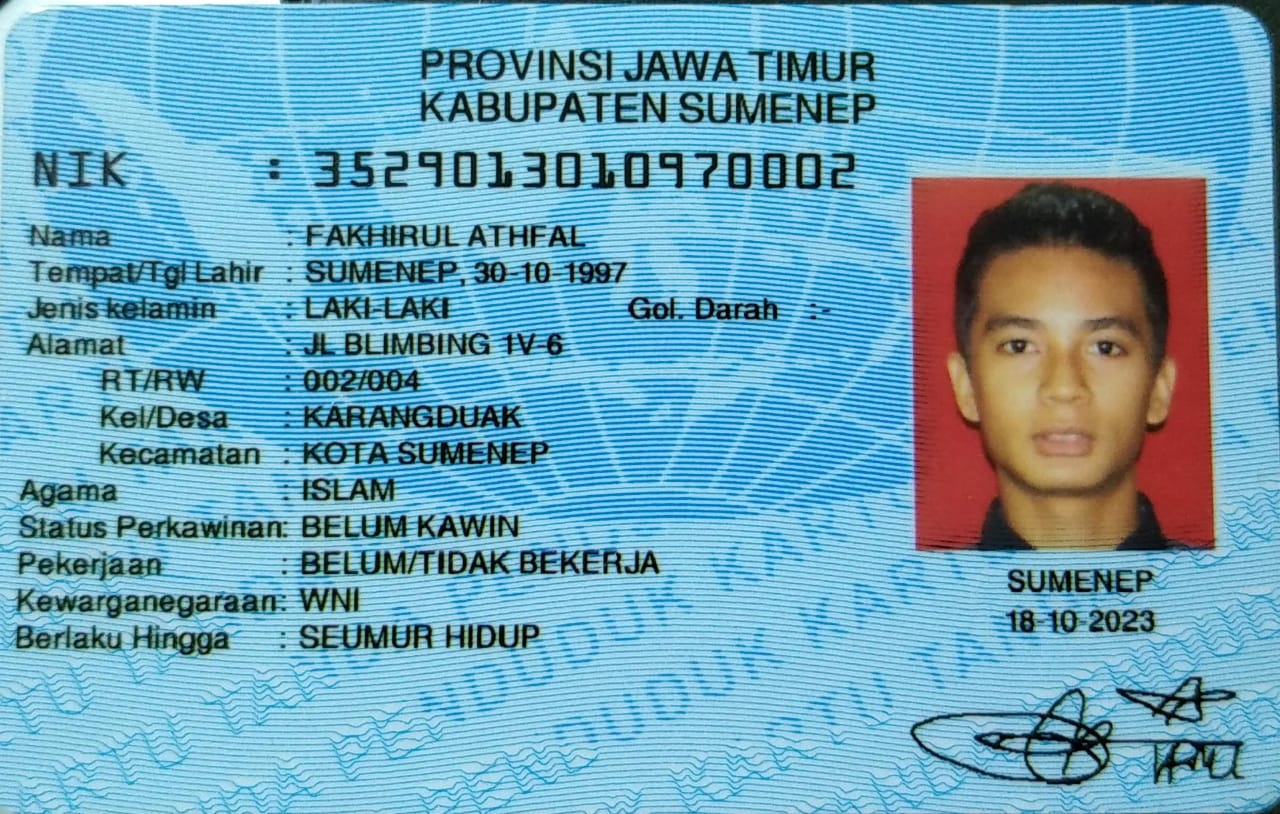 PROVINSI JAWA TIMUR
KABUPATEN SUMENEP
NIK : 3529013010970002
Nama : FAKHIRUL ATHFAL
Tempat/Tgl Lahir : SUMENEP, 30-10-1997
Jenis kelamin : LAKI-LAKI Gol. Darah :-
Alamat : JL BLIMBING 1V-6
RT/RW : 002/004
Kel/Desa : KARANGDUAK
Kecamatan : KOTA SUMENEP
Agama : ISLAM
Status Perkawinan: BELUM KAWIN
Pekerjaan : BELUM/TIDAK BEKERJA
Kewarganegaraan: WNI
Berlaku Hingga : SEUMUR HIDUP
SUMENEP
18-10-2023